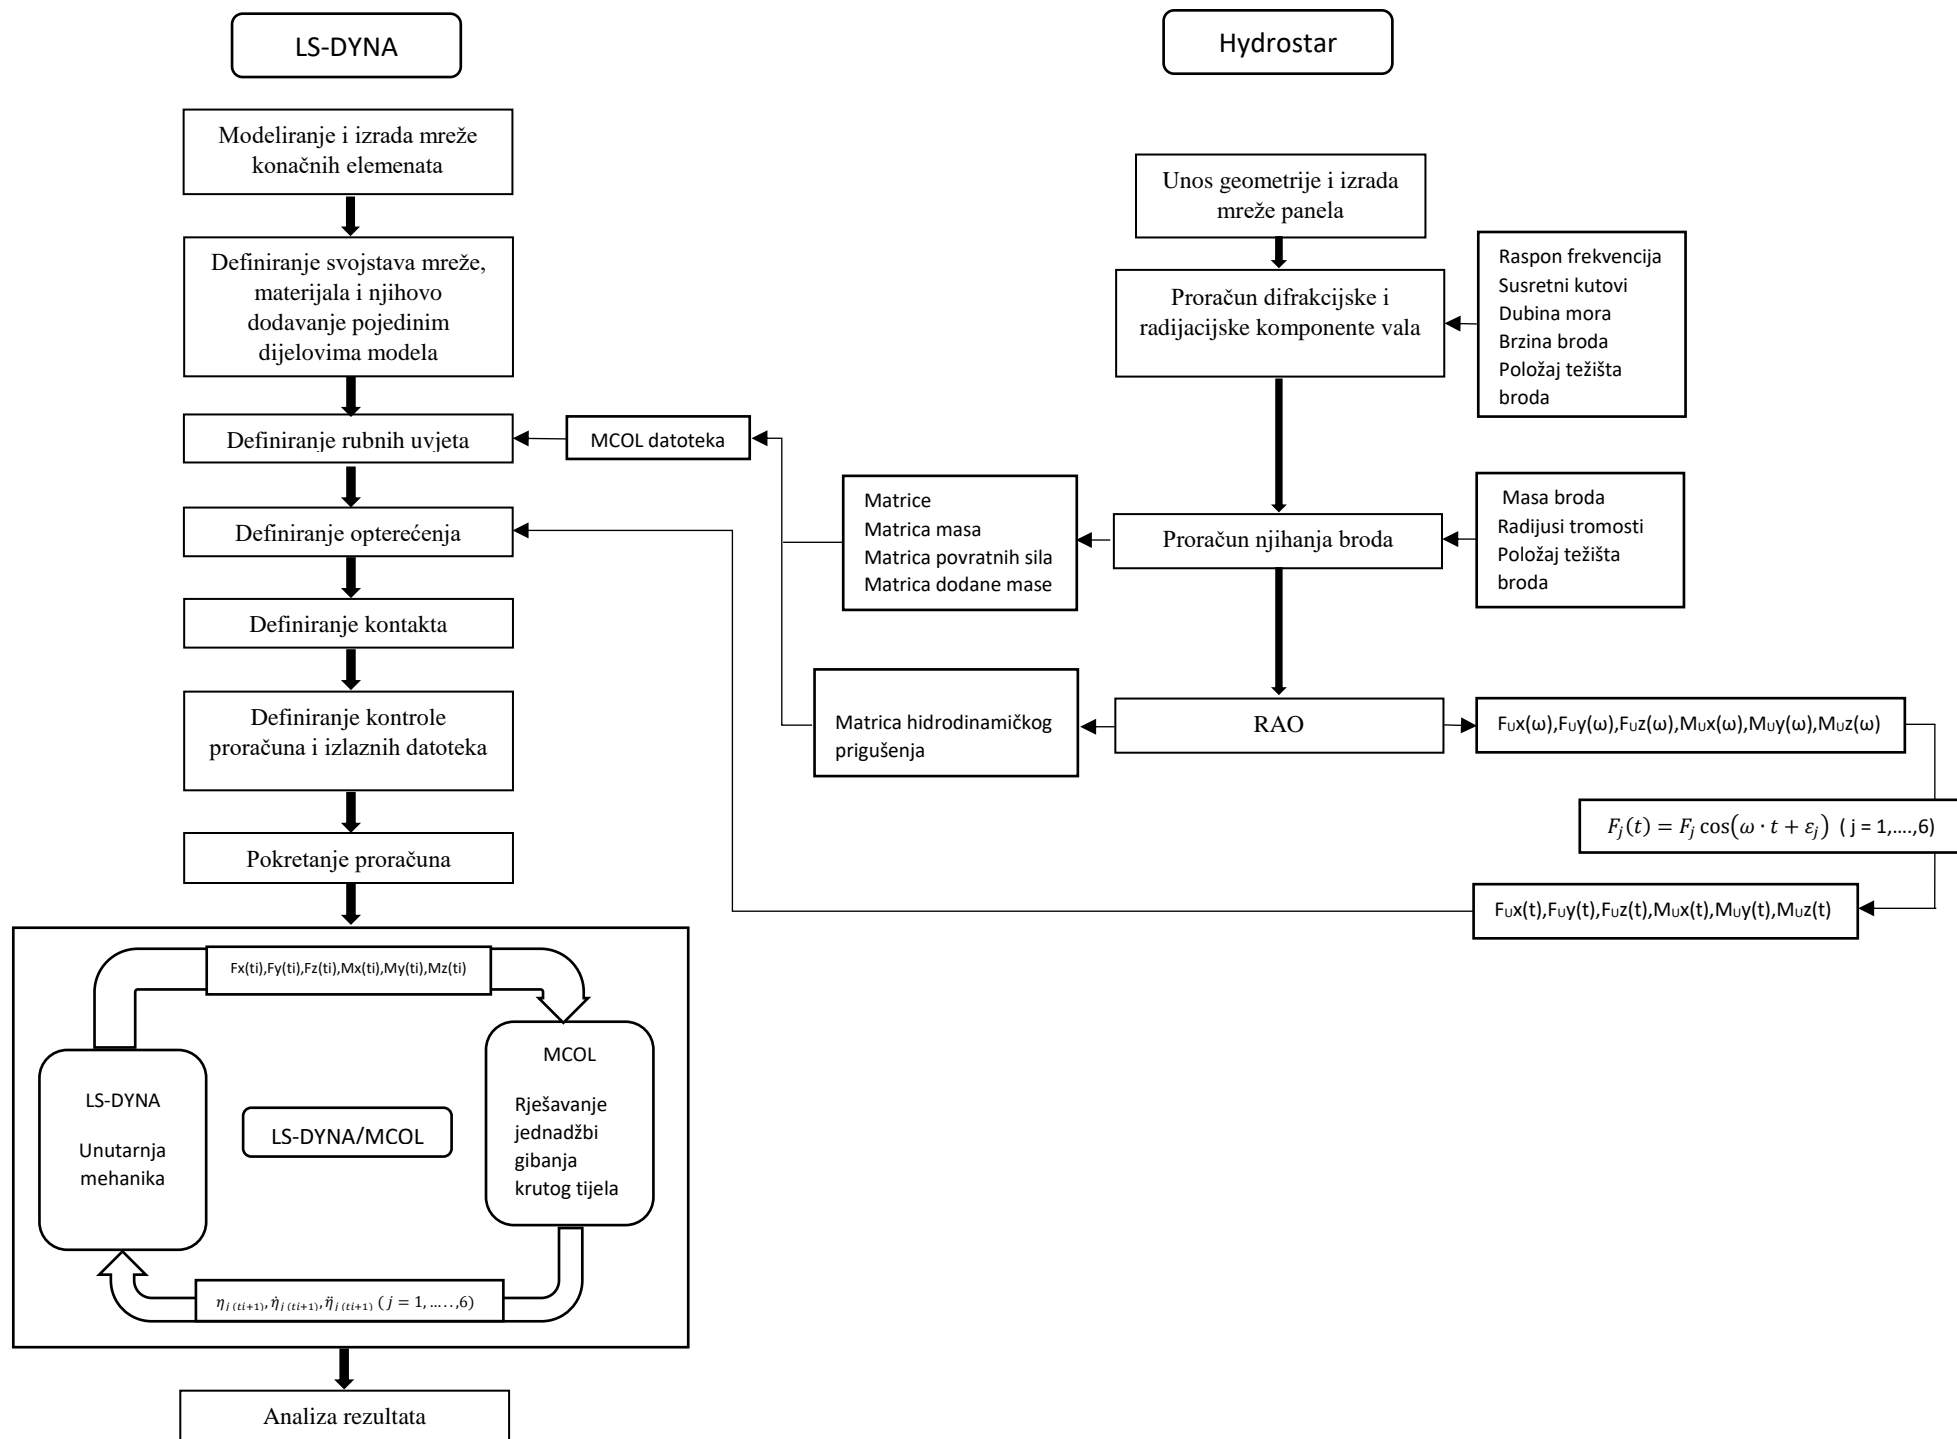 LS-DYNA
Modeliranje i izrada mreže
konačnih elemenata
Definiranje svojstava mreže,
materijala i njihovo
dodavanje pojedinim
dijelovima modela
Definiranje rubnih uvjeta
MCOL datoteka
Definiranje opterećenja
Definiranje kontakta
Definiranje kontrole
proračuna i izlaznih datoteka
Pokretanje proračuna
Fx(ti),Fy(ti),Fz(ti),Mx(ti),My(ti),Mz(ti)
LS-DYNA
Unutarnja
mehanika
LS-DYNA/MCOL
MCOL
Rješavanje
jednadžbi
gibanja
krutog tijela
η_j (ti+1), η̇_j (ti+1), η̈_j (ti+1) ( j = 1, .....,6)
Analiza rezultata
Hydrostar
Unos geometrije i izrada
mreže panela
Proračun difrakcijske i
radijacijske komponente vala
Raspon frekvencija
Susretni kutovi
Dubina mora
Brzina broda
Položaj težišta
broda
Matrice
Matrica masa
Matrica povratnih sila
Matrica dodane mase
Proračun njihanja broda
Masa broda
Radijusi tromosti
Položaj težišta
broda
Matrica hidrodinamičkog
prigušenja
RAO
FUx(ω),FUy(ω),FUz(ω),MUx(ω),MUy(ω),MUz(ω)
F_j(t) = F_j cos(ω · t + ε_j) ( j = 1,....,6)
FUx(t),FUy(t),FUz(t),MUx(t),MUy(t),MUz(t)